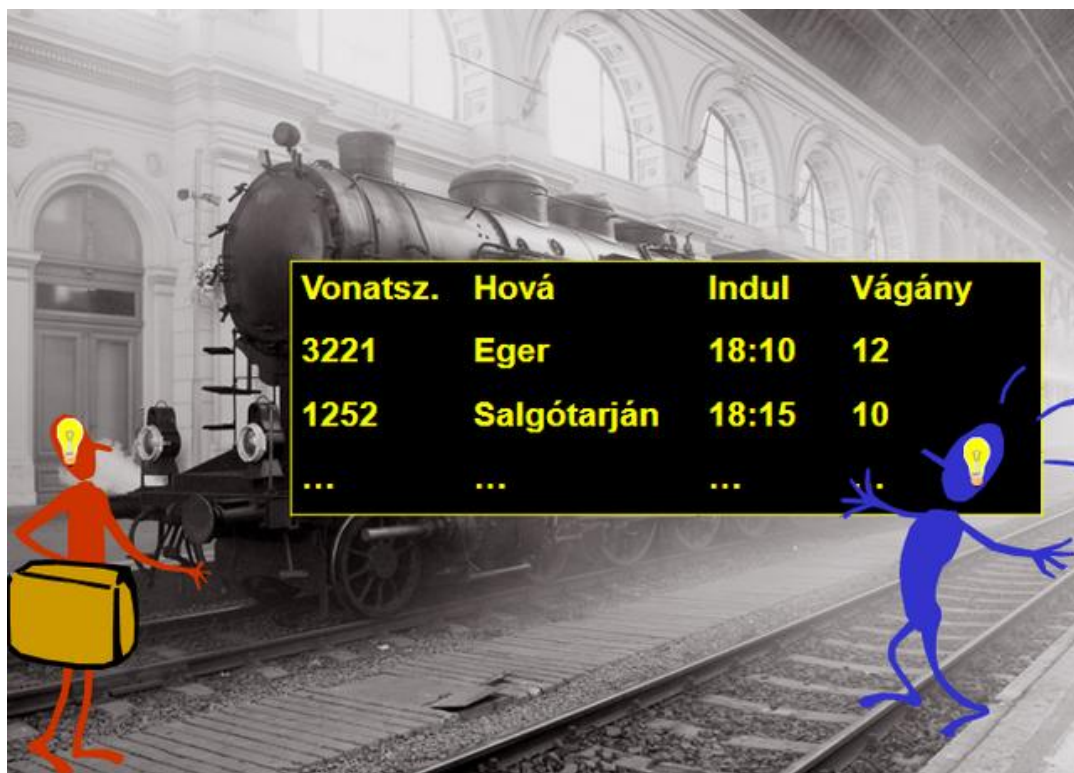 Vonatsz. Hová Indul Vágány
3221 Eger 18:10 12
1252 Salgótarján 18:15 10
... ... ... ...